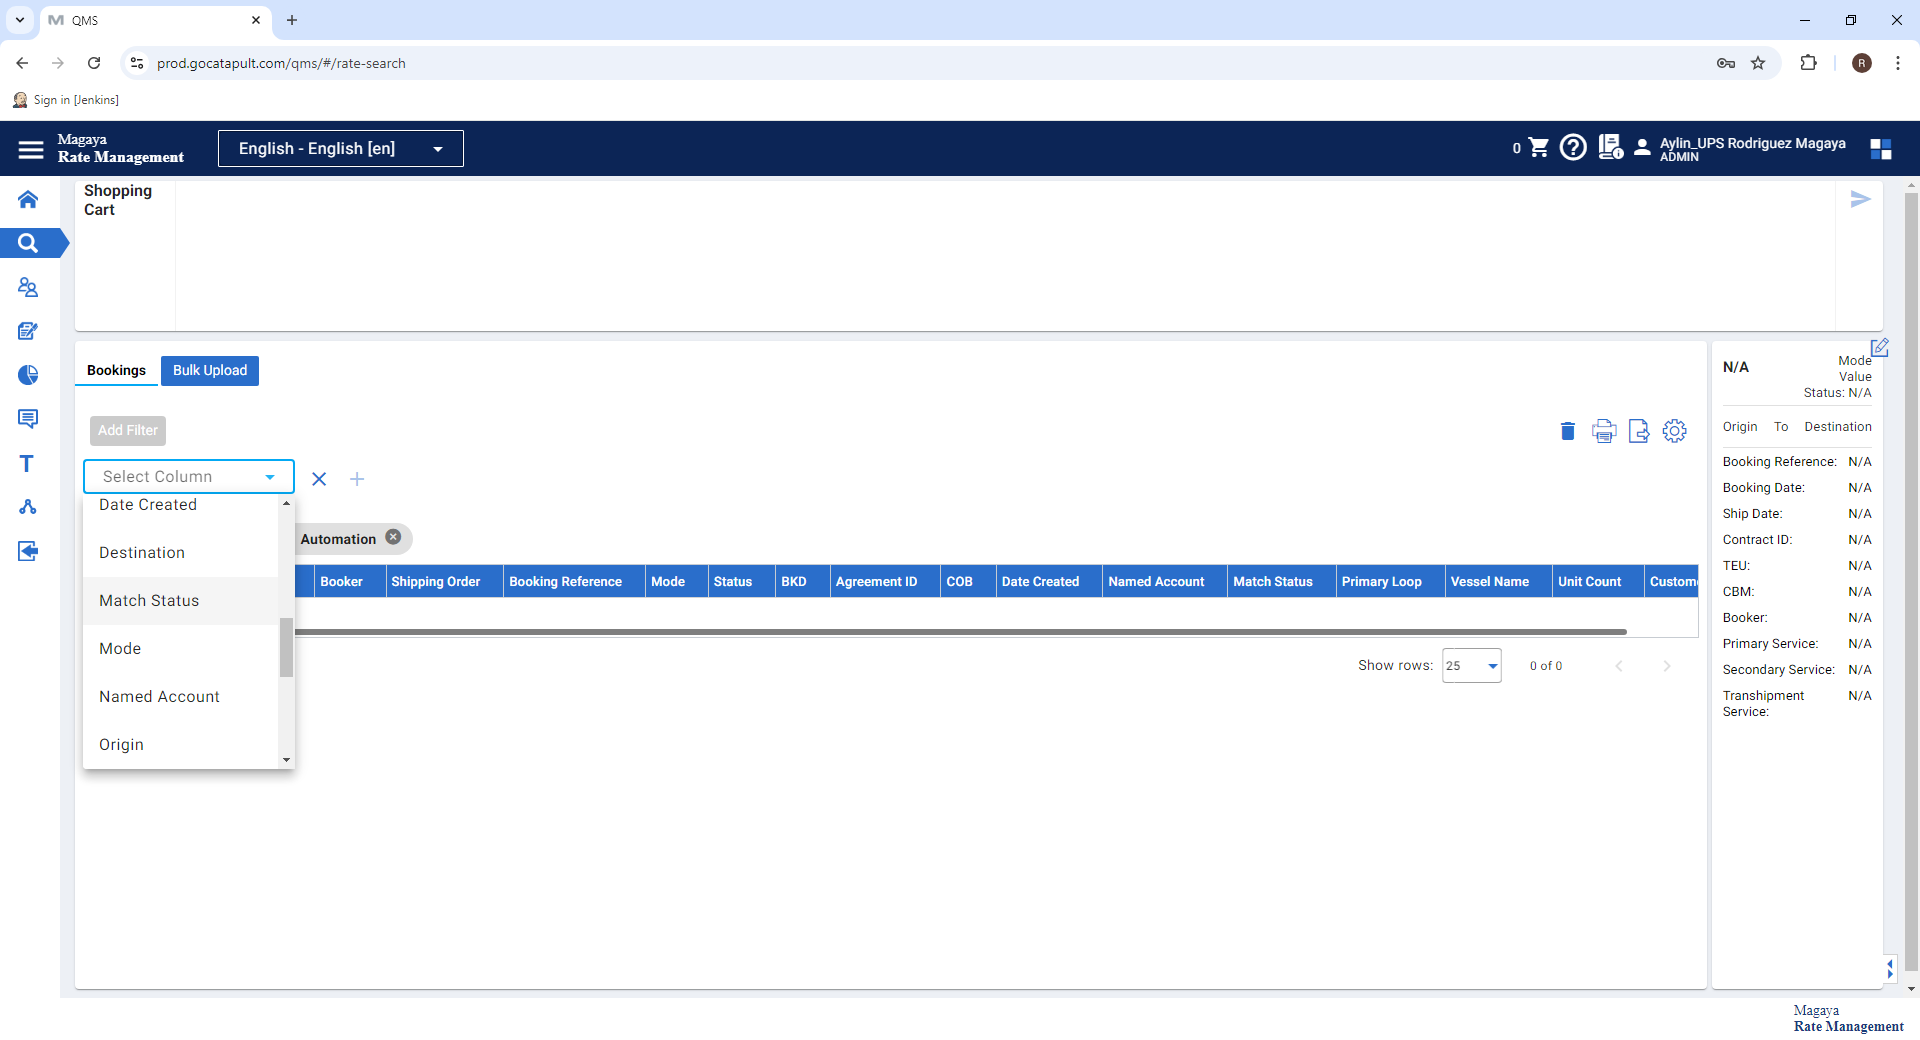 QMS
prod.gocatapult.com/qms/#/rate-search
R
Sign in [Jenkins]
Magaya
Rate Management
English - English [en]
0
Aylin_UPS Rodriguez Magaya
ADMIN
Shopping
Cart
Bookings
Bulk Upload
Add Filter
Select Column
Date Created
Destination
Match Status
Mode
Named Account
Origin
Automation
Booker Shipping Order Booking Reference Mode Status BKD Agreement ID COB Date Created Named Account Match Status Primary Loop Vessel Name Unit Count Custome
Show rows: 25 0 of 0
N/A
Mode
Value
Status: N/A
Origin To Destination
Booking Reference: N/A
Booking Date: N/A
Ship Date: N/A
Contract ID: N/A
TEU: N/A
CBM: N/A
Booker: N/A
Primary Service: N/A
Secondary Service: N/A
Transhipment N/A
Service:
Magaya
Rate Management